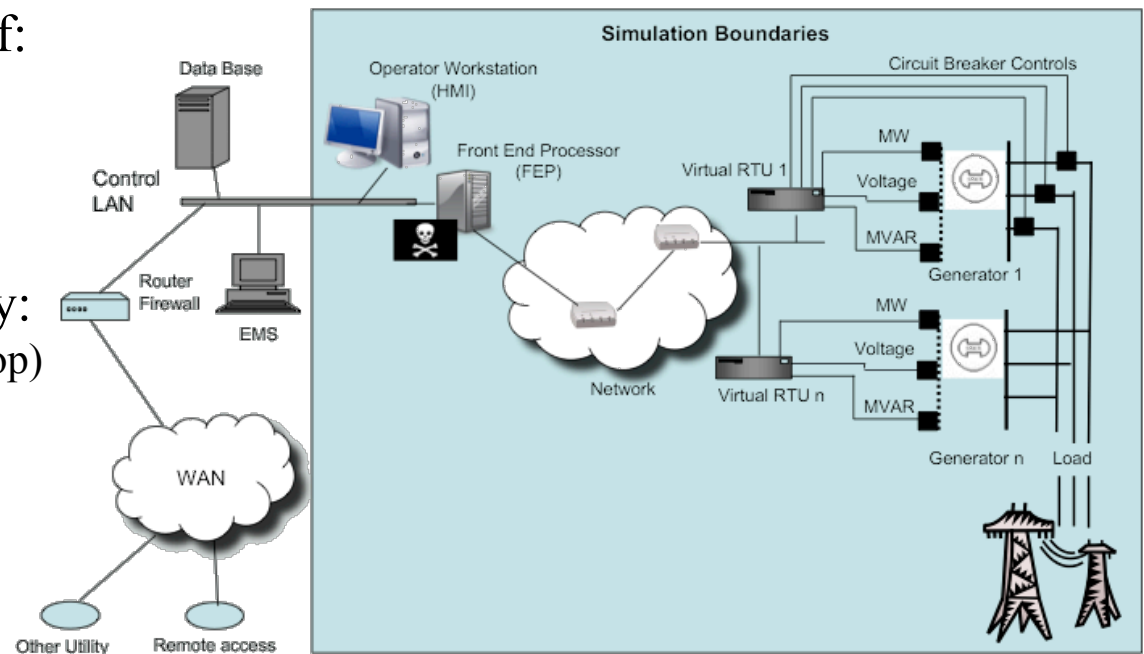 f:
y:
op)
Simulation Boundaries
Data Base
Operator Workstation
(HMI)
Circuit Breaker Controls
Front End Processor
(FEP)
Control
LAN
Virtual RTU 1
MW
Voltage
MVAR
Generator 1
Router
Firewall
EMS
Network
Virtual RTU n
MW
Voltage
MVAR
Generator n
Load
WAN
Other Utility
Remote access